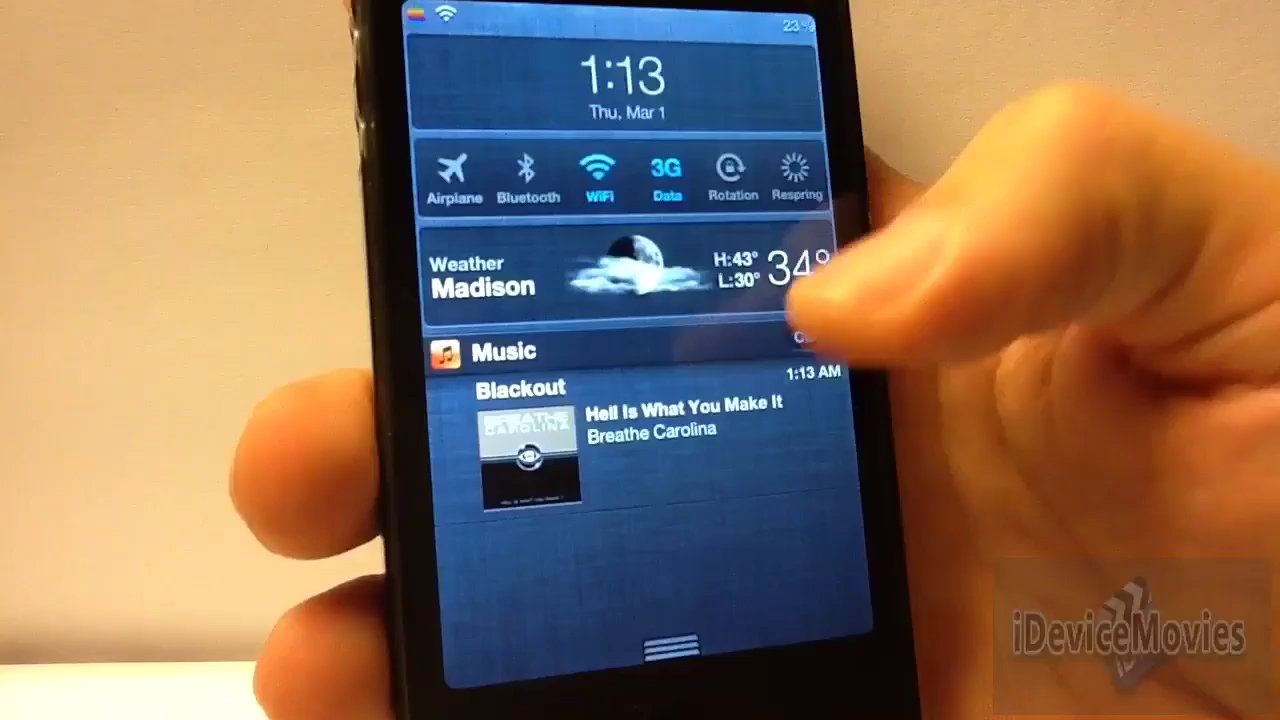 23%
1:13
Thu, Mar 1
Airplane
Bluetooth
WiFi
3G
Data
Rotation
Respring
Weather
Madison
H:43°
L:30°
34°
Music
1:13 AM
Blackout
BREATHE
CAROLINA
Hell Is What You Make It
Breathe Carolina
iDeviceMovies